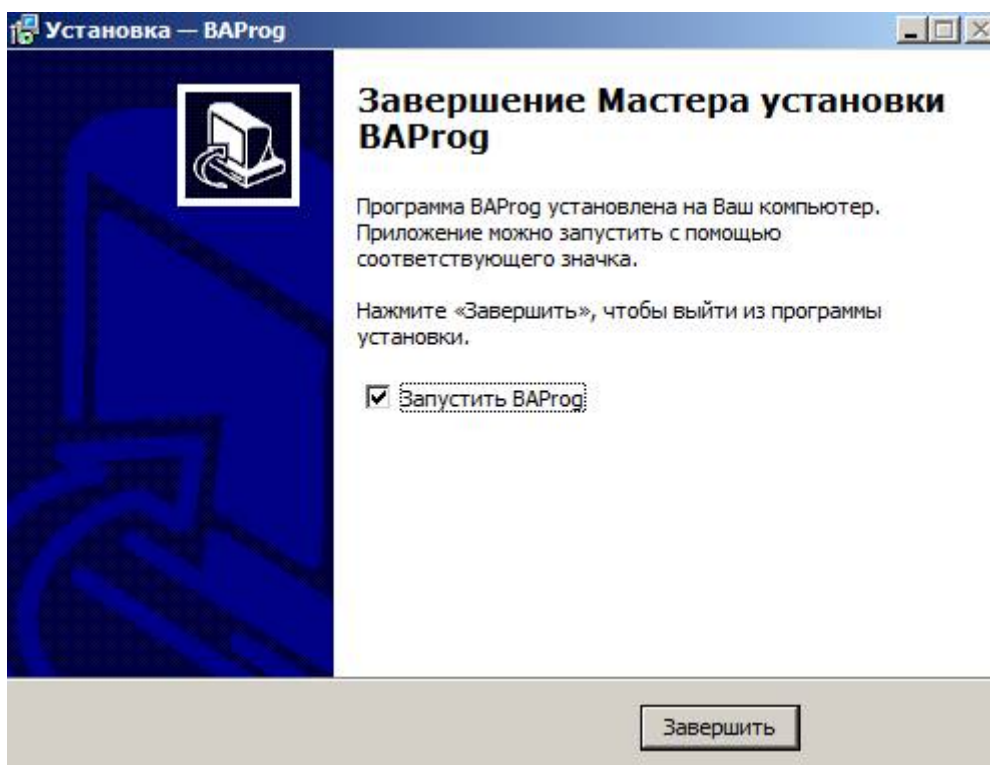 Установка — BAProg
Завершение Мастера установки
BAProg
Программа BAProg установлена на Ваш компьютер.
Приложение можно запустить с помощью
соответствующего значка.
Нажмите «Завершить», чтобы выйти из программы
установки.
Запустить BAProg
Завершить